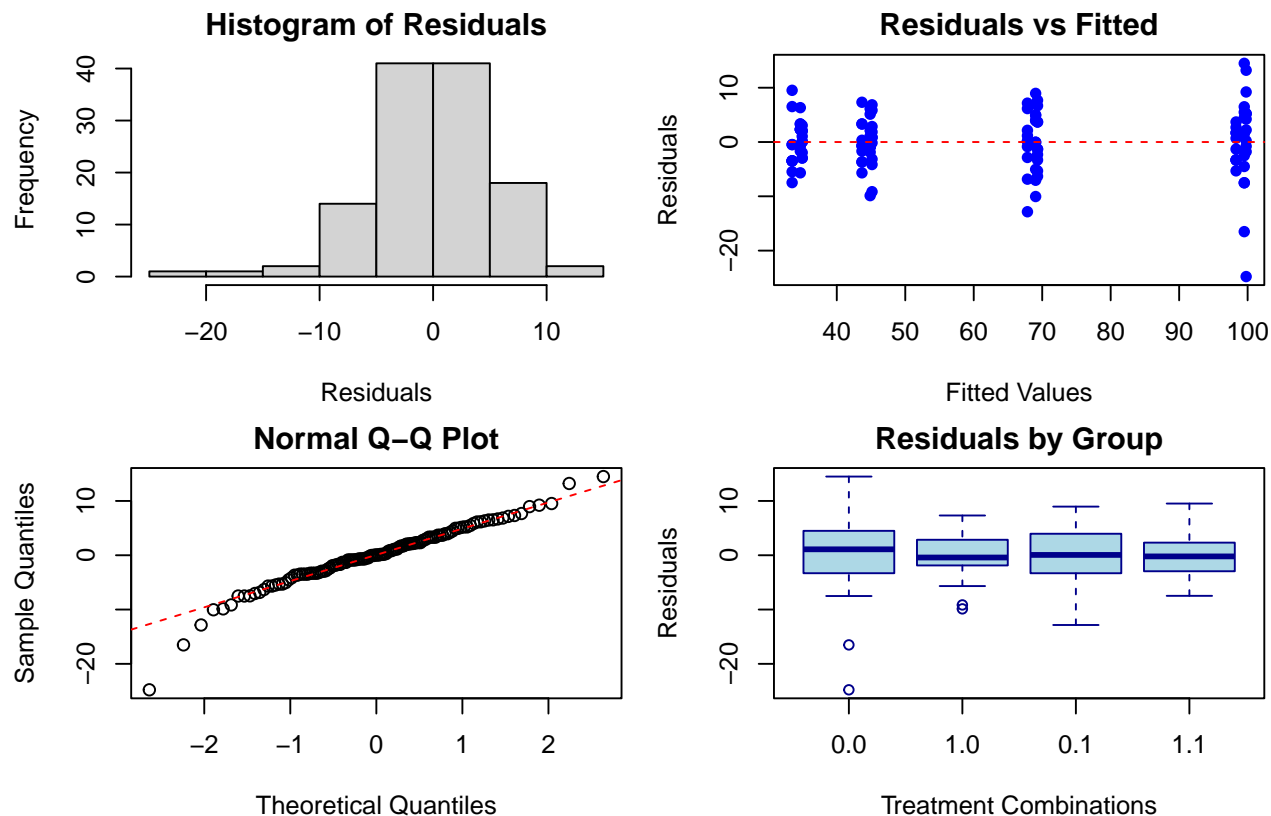 Histogram of Residuals
Frequency
0
10
20
30
40
−20
−10
0
10
Residuals
Residuals vs Fitted
Residuals
−20
0
10
40
50
60
70
80
90
100
Fitted Values
Normal Q−Q Plot
Sample Quantiles
−20
0
10
−2
−1
0
1
2
Theoretical Quantiles
Residuals by Group
Residuals
−20
0
10
0.0
1.0
0.1
1.1
Treatment Combinations